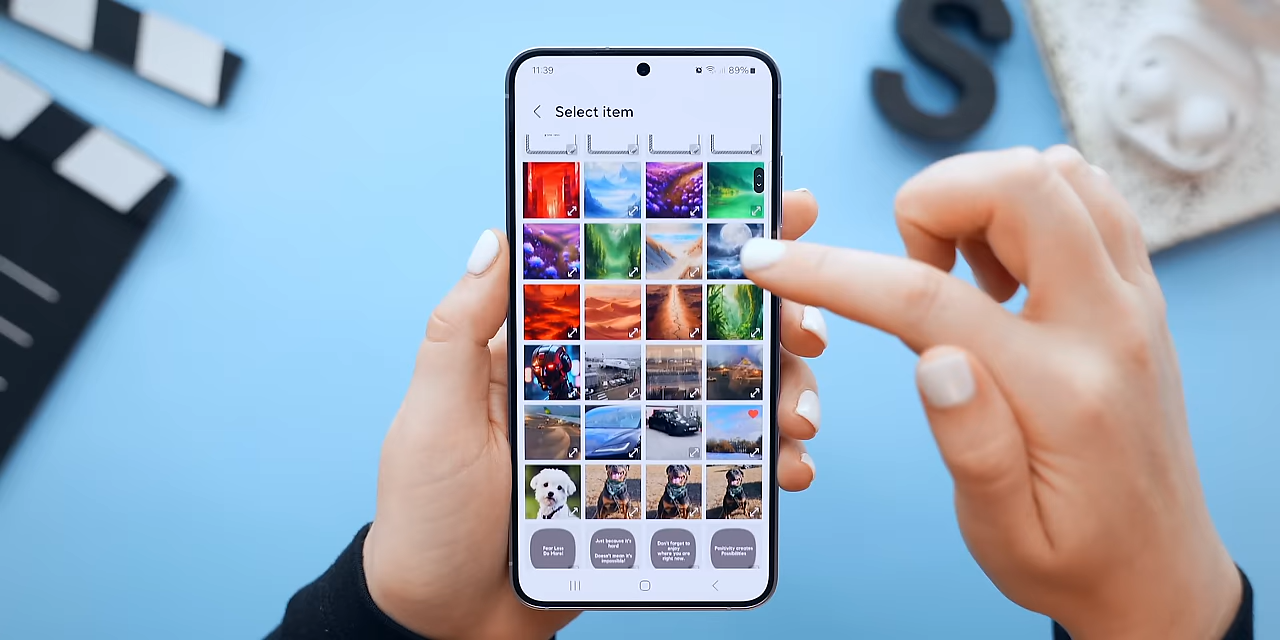 11:39
89%
Select item
Fear Less
Do More!
Just because it's
hard
Doesn't mean it's
impossible!
Don't forget to
enjoy
where you are
right now.
Positivity creates
Possibilities
S